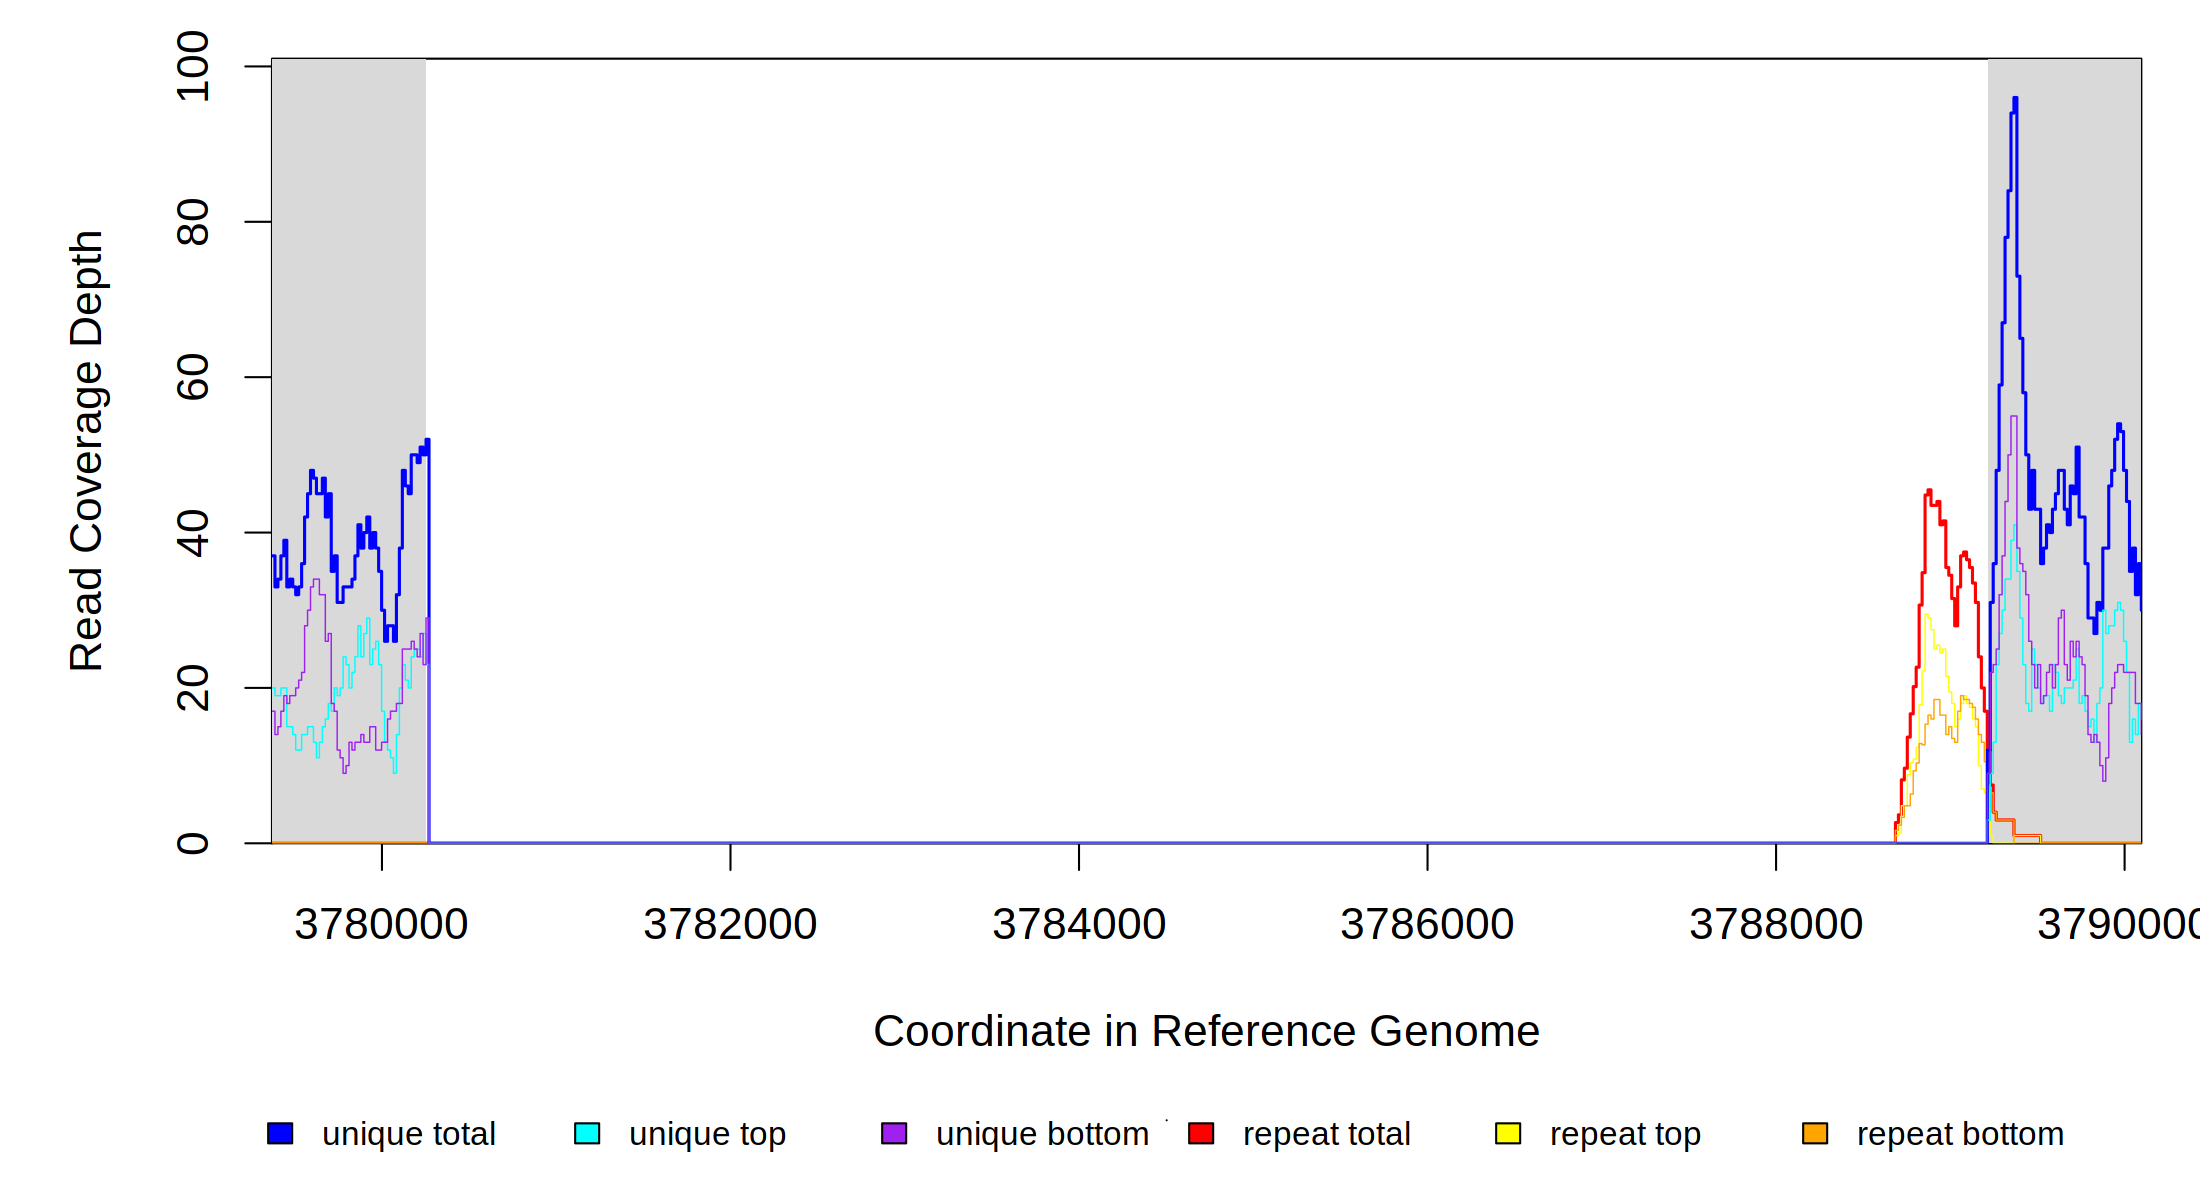 Read Coverage Depth
100
80
60
40
20
0
3780000 3782000 3784000 3786000 3788000 3790000
Coordinate in Reference Genome
unique total unique top unique bottom repeat total repeat top repeat bottom